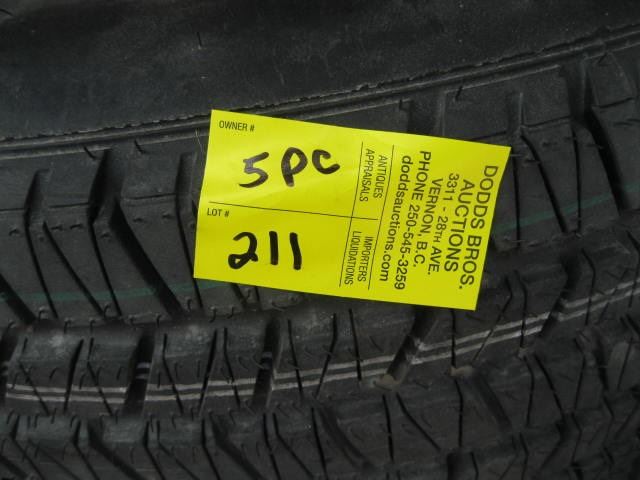 OWNER #
5 PC
LOT #
211
ANTIQUES
APPRAISALS
IMPORTERS
LIQUIDATIONS
DODDS BROS.
AUCTIONS
3311 - 28TH AVE.
VERNON, B.C.
PHONE 250-545-3259
doddsauctions.com